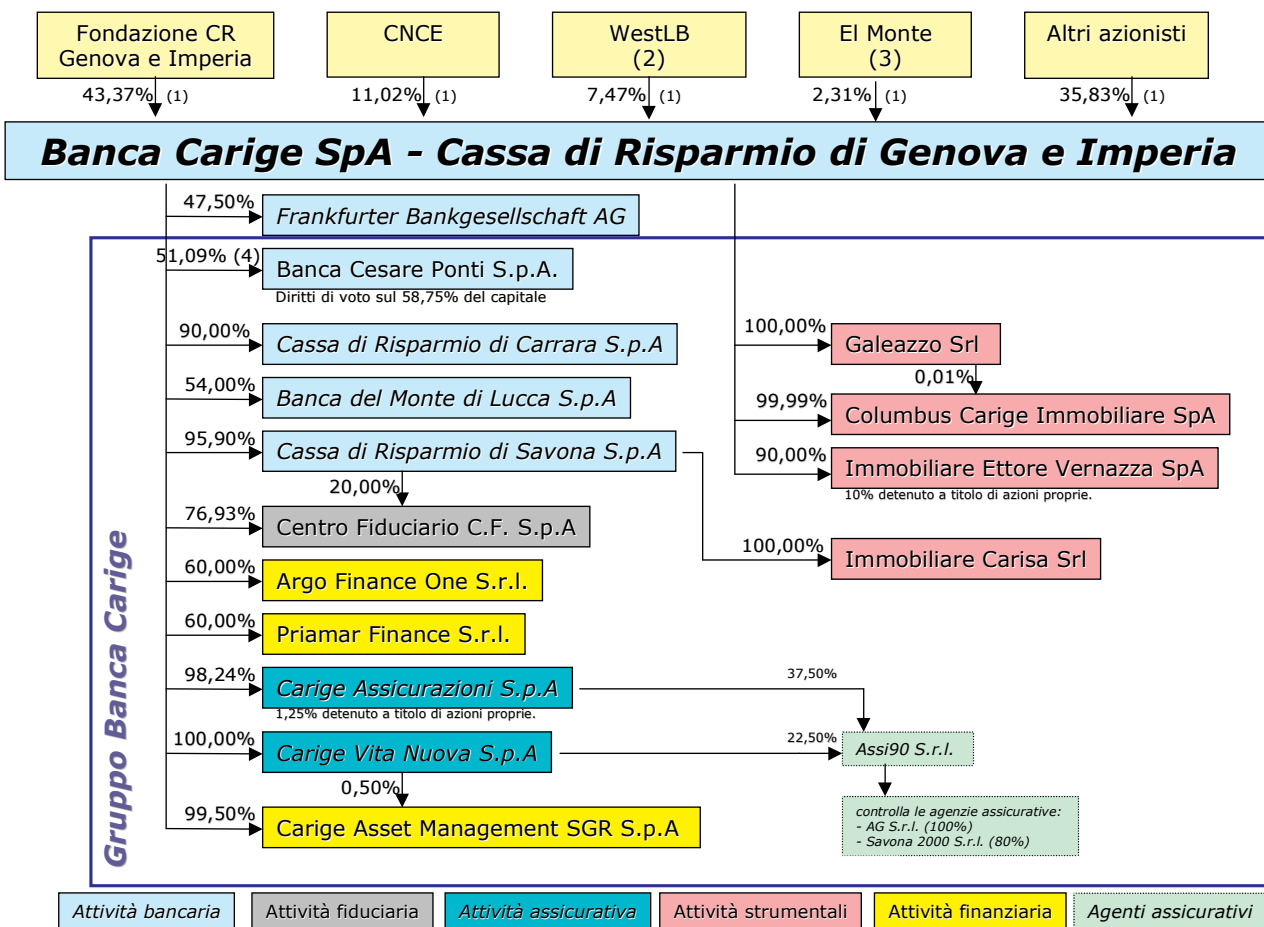 Fondazione CR
Genova e Imperia
CNCE
WestLB
(2)
El Monte
(3)
Altri azionisti
43,37% (1)
11,02% (1)
7,47% (1)
2,31% (1)
35,83% (1)
Banca Carige SpA - Cassa di Risparmio di Genova e Imperia
47,50%
Frankfurter Bankgesellschaft AG
51,09% (4)
Banca Cesare Ponti S.p.A.
Diritti di voto sul 58,75% del capitale
90,00%
Cassa di Risparmio di Carrara S.p.A
54,00%
Banca del Monte di Lucca S.p.A
95,90%
Cassa di Risparmio di Savona S.p.A
20,00%
76,93%
Centro Fiduciario C.F. S.p.A
60,00%
Argo Finance One S.r.l.
60,00%
Priamar Finance S.r.l.
98,24%
Carige Assicurazioni S.p.A
1,25% detenuto a titolo di azioni proprie.
100,00%
Carige Vita Nuova S.p.A
0,50%
99,50%
Carige Asset Management SGR S.p.A
100,00%
Galeazzo Srl
0,01%
99,99%
Columbus Carige Immobiliare SpA
90,00%
Immobiliare Ettore Vernazza SpA
10% detenuto a titolo di azioni proprie.
100,00%
Immobiliare Carisa Srl
37,50%
22,50%
Assi90 S.r.l.
controlla le agenzie assicurative:
- AG S.r.l. (100%)
- Savona 2000 S.r.l. (80%)
Gruppo Banca Carige
Attività bancaria
Attività fiduciaria
Attività assicurativa
Attività strumentali
Attività finanziaria
Agenti assicurativi